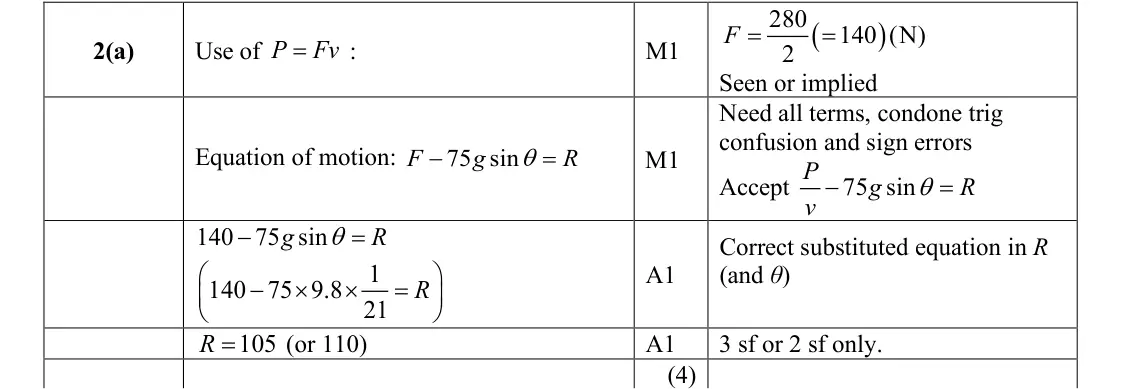 2(a) Use of P = Fv : M1 F = 280/2 (= 140)(N)
Seen or implied
Equation of motion: F − 75g sin θ = R M1 Need all terms, condone trig
confusion and sign errors
Accept P/v − 75g sin θ = R
140 − 75g sin θ = R
(140 − 75 × 9.8 × 1/21 = R) A1 Correct substituted equation in R
(and θ)
R = 105 (or 110) A1 3 sf or 2 sf only.
(4)